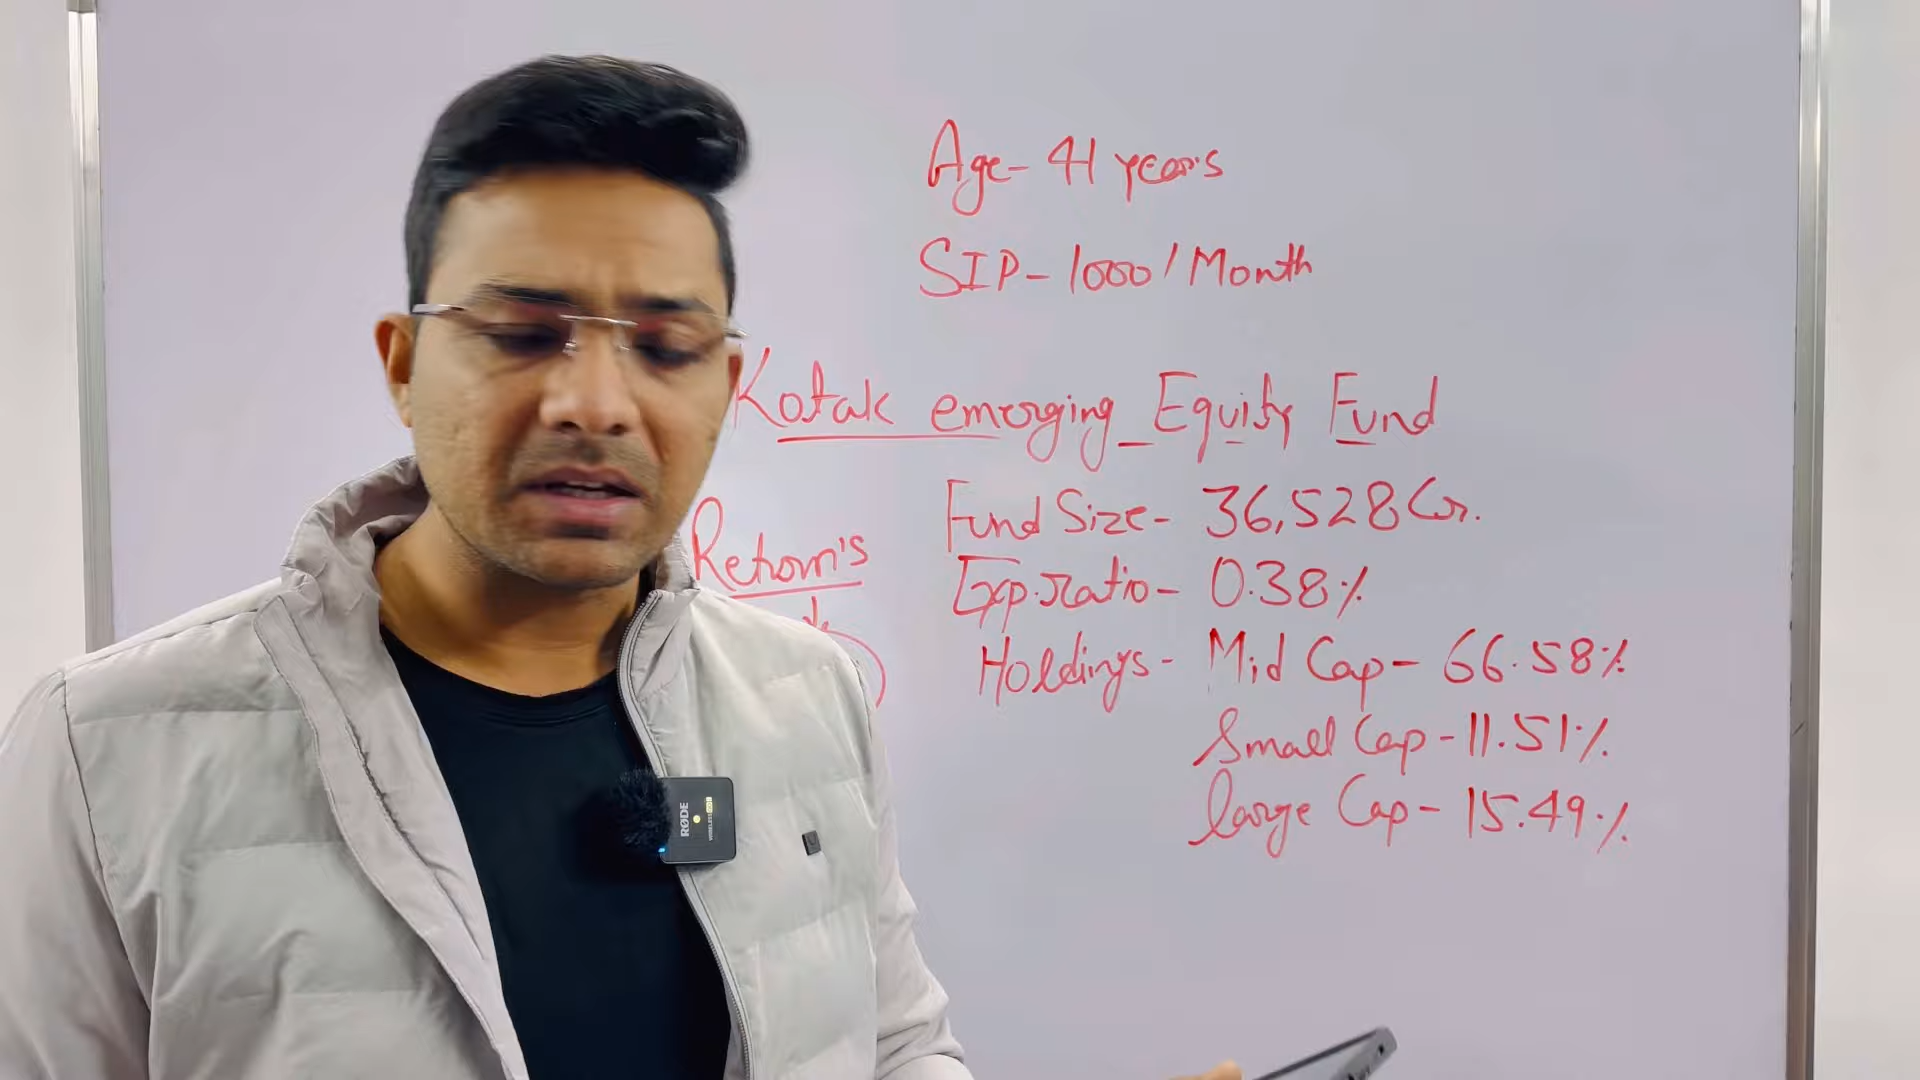 Age- 41 years
SIP- 1000/Month
Kotak emerging Equity Fund
Fund Size- 36,528 Cr.
Exp. ratio- 0.38%
Return's
Holdings- Mid Cap- 66.58%
Small Cap- 11.51%
large Cap- 15.49%
RØDE